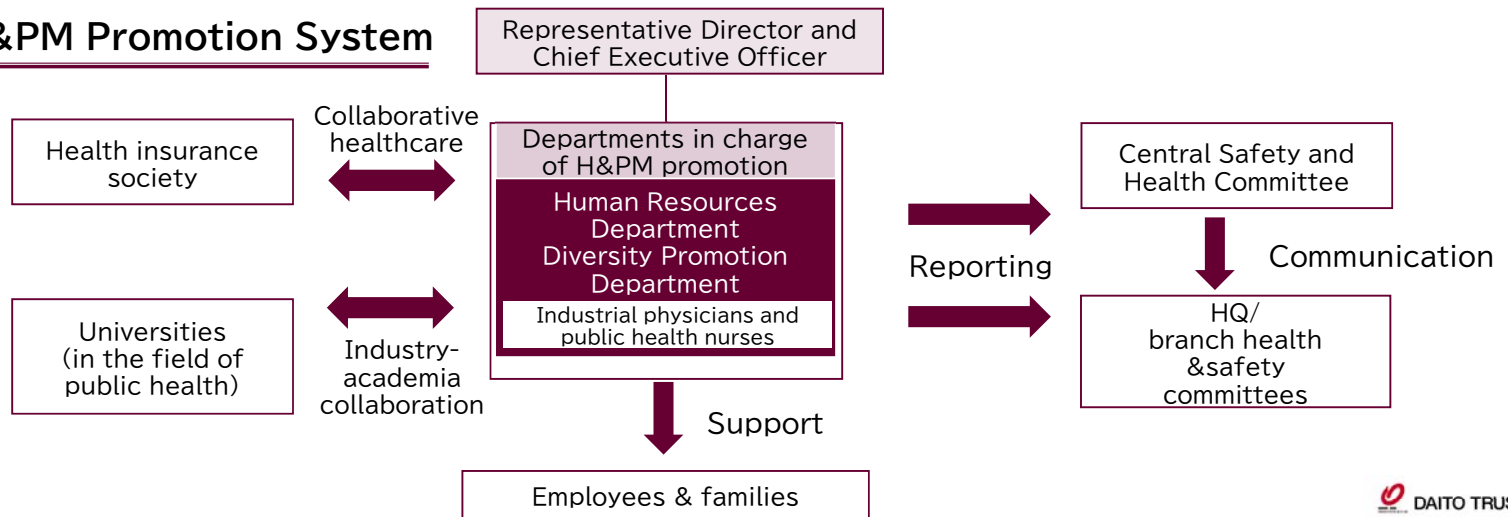 &PM Promotion System
Representative Director and
Chief Executive Officer
Collaborative
healthcare
Health insurance
society
Departments in charge
of H&PM promotion
Human Resources
Department
Diversity Promotion
Department
Industrial physicians and
public health nurses
Central Safety and
Health Committee
Reporting
Communication
Universities
(in the field of
public health)
Industry-
academia
collaboration
HQ/
branch health
&safety
committees
Support
Employees & families
DAITO TRUS